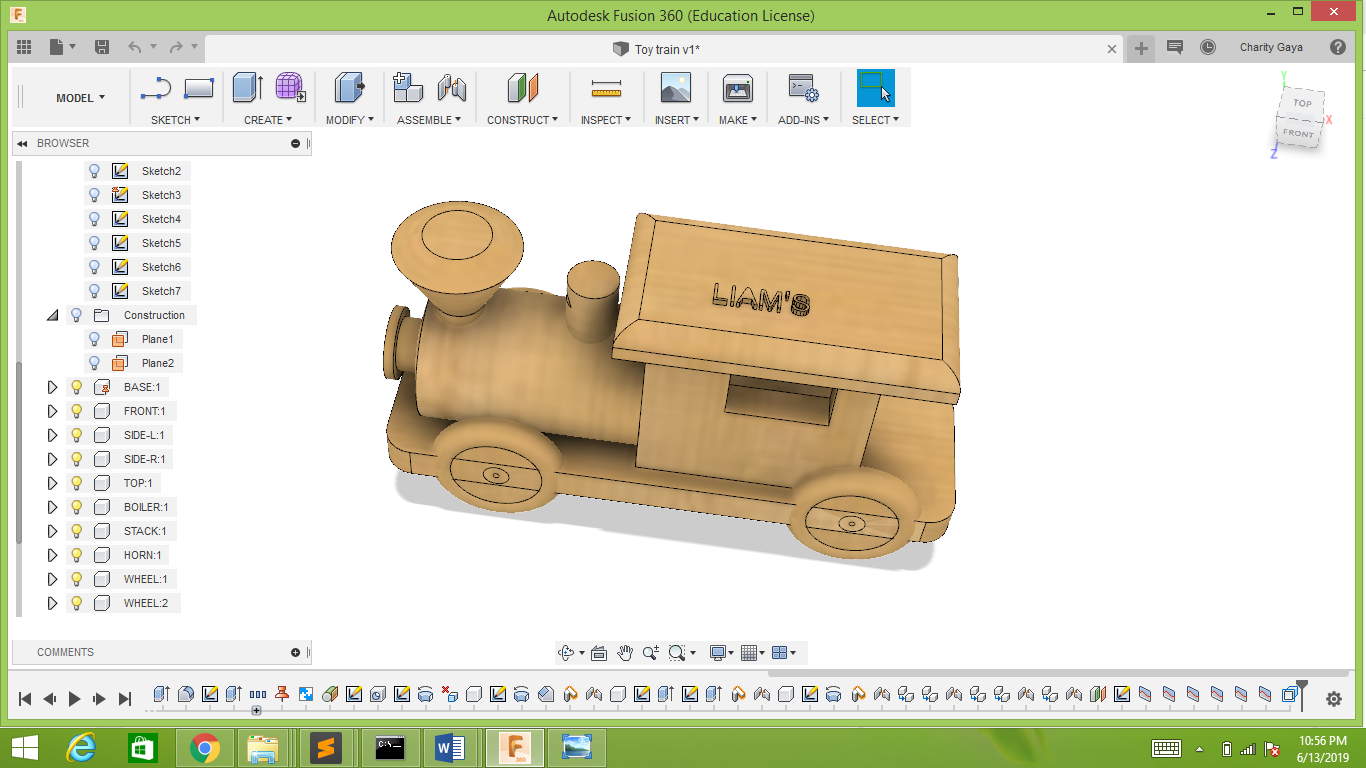 Autodesk Fusion 360 (Education License)
Toy train v1*
Charity Gaya
MODEL
SKETCH
CREATE
MODIFY
ASSEMBLE
CONSTRUCT
INSPECT
INSERT
MAKE
ADD-INS
SELECT
Y
TOP
X
FRONT
Z
BROWSER
Sketch2
Sketch3
Sketch4
Sketch5
Sketch6
Sketch7
Construction
Plane1
Plane2
BASE:1
FRONT:1
SIDE-L:1
SIDE-R:1
TOP:1
BOILER:1
STACK:1
HORN:1
WHEEL:1
WHEEL:2
LIAM'S
COMMENTS
C:\_
F
360
10:56 PM
6/13/2019